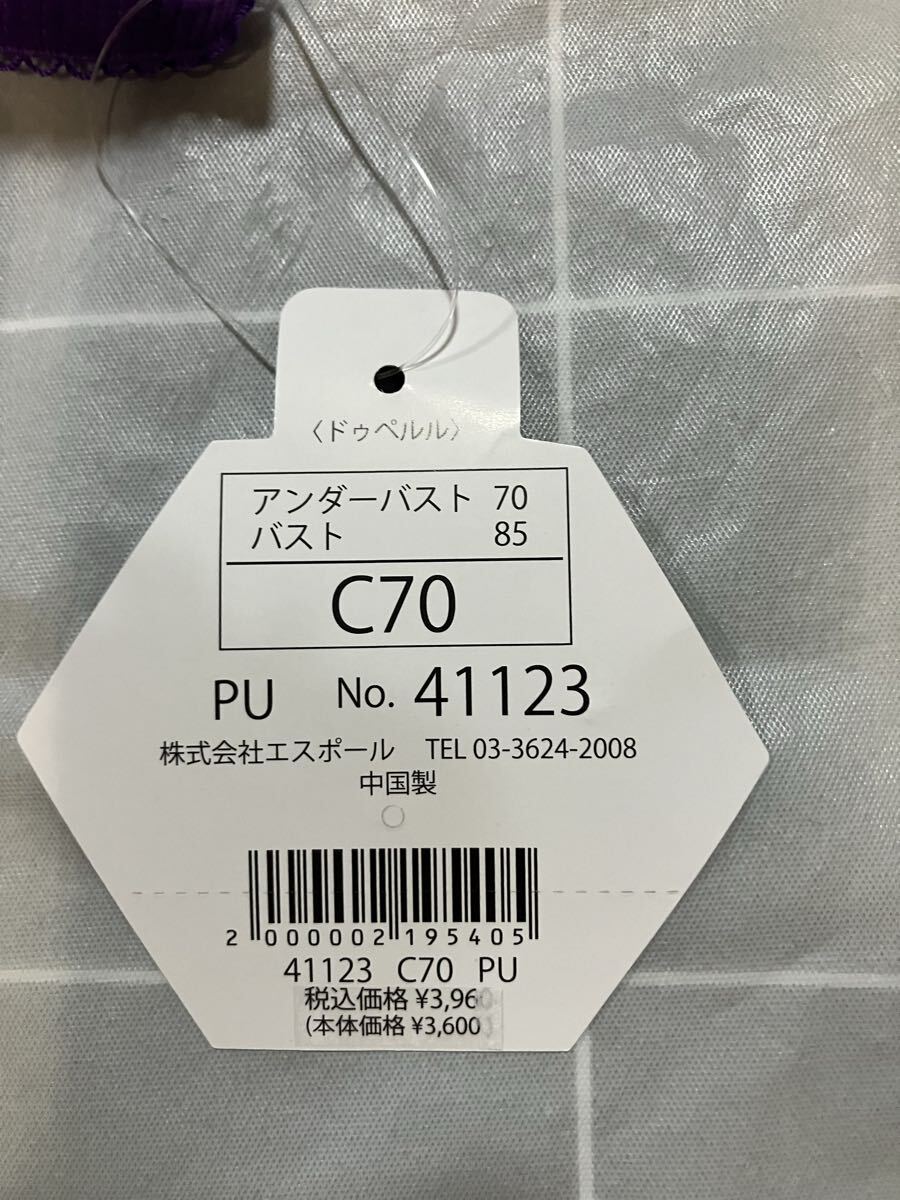 〈ドゥペルル〉
アンダーバスト 70
バスト 85
C70
PU No. 41123
株式会社エスポール TEL 03-3624-2008
中国製
2 000002 195405
41123 C70 PU
税込価格 ¥3,960
(本体価格 ¥3,600)